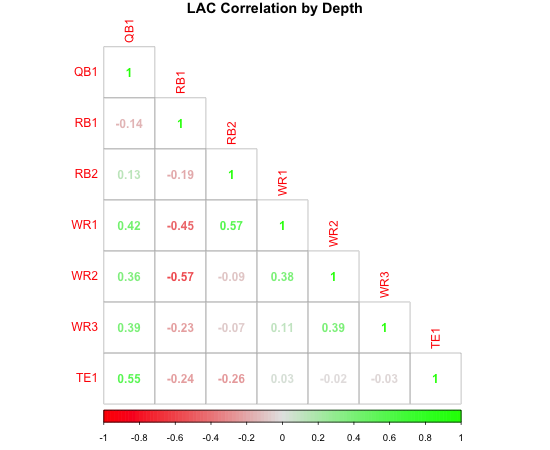 LAC Correlation by Depth
QB1
QB1 1 RB1
RB1 -0.14 1 RB2
RB2 0.13 -0.19 1 WR1
WR1 0.42 -0.45 0.57 1 WR2
WR2 0.36 -0.57 -0.09 0.38 1 WR3
WR3 0.39 -0.23 -0.07 0.11 0.39 1 TE1
TE1 0.55 -0.24 -0.26 0.03 -0.02 -0.03 1
-1 -0.8 -0.6 -0.4 -0.2 0 0.2 0.4 0.6 0.8 1